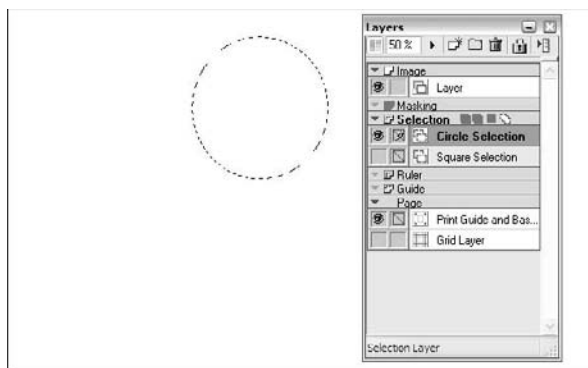 Layers
50 %
Image
Layer
Masking
Selection
Circle Selection
Square Selection
Ruler
Guide
Page
Print Guide and Bas...
Grid Layer
Selection Layer